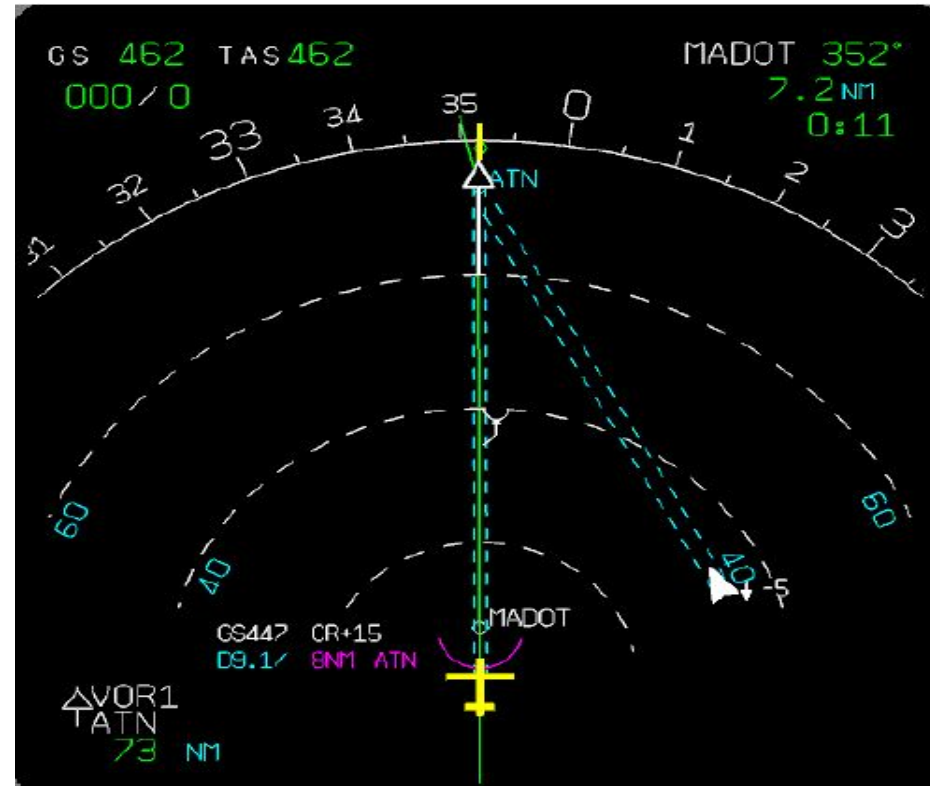 GS 462 TAS 462
000/0
MADOT 352°
7.2 NM
0:11
31
32
33
34
35
0
1
2
3
ATN
60
60
40
40
-5
MADOT
GS447 CR+15
D9.1/ 8NM ATN
VOR1
ATN
73 NM